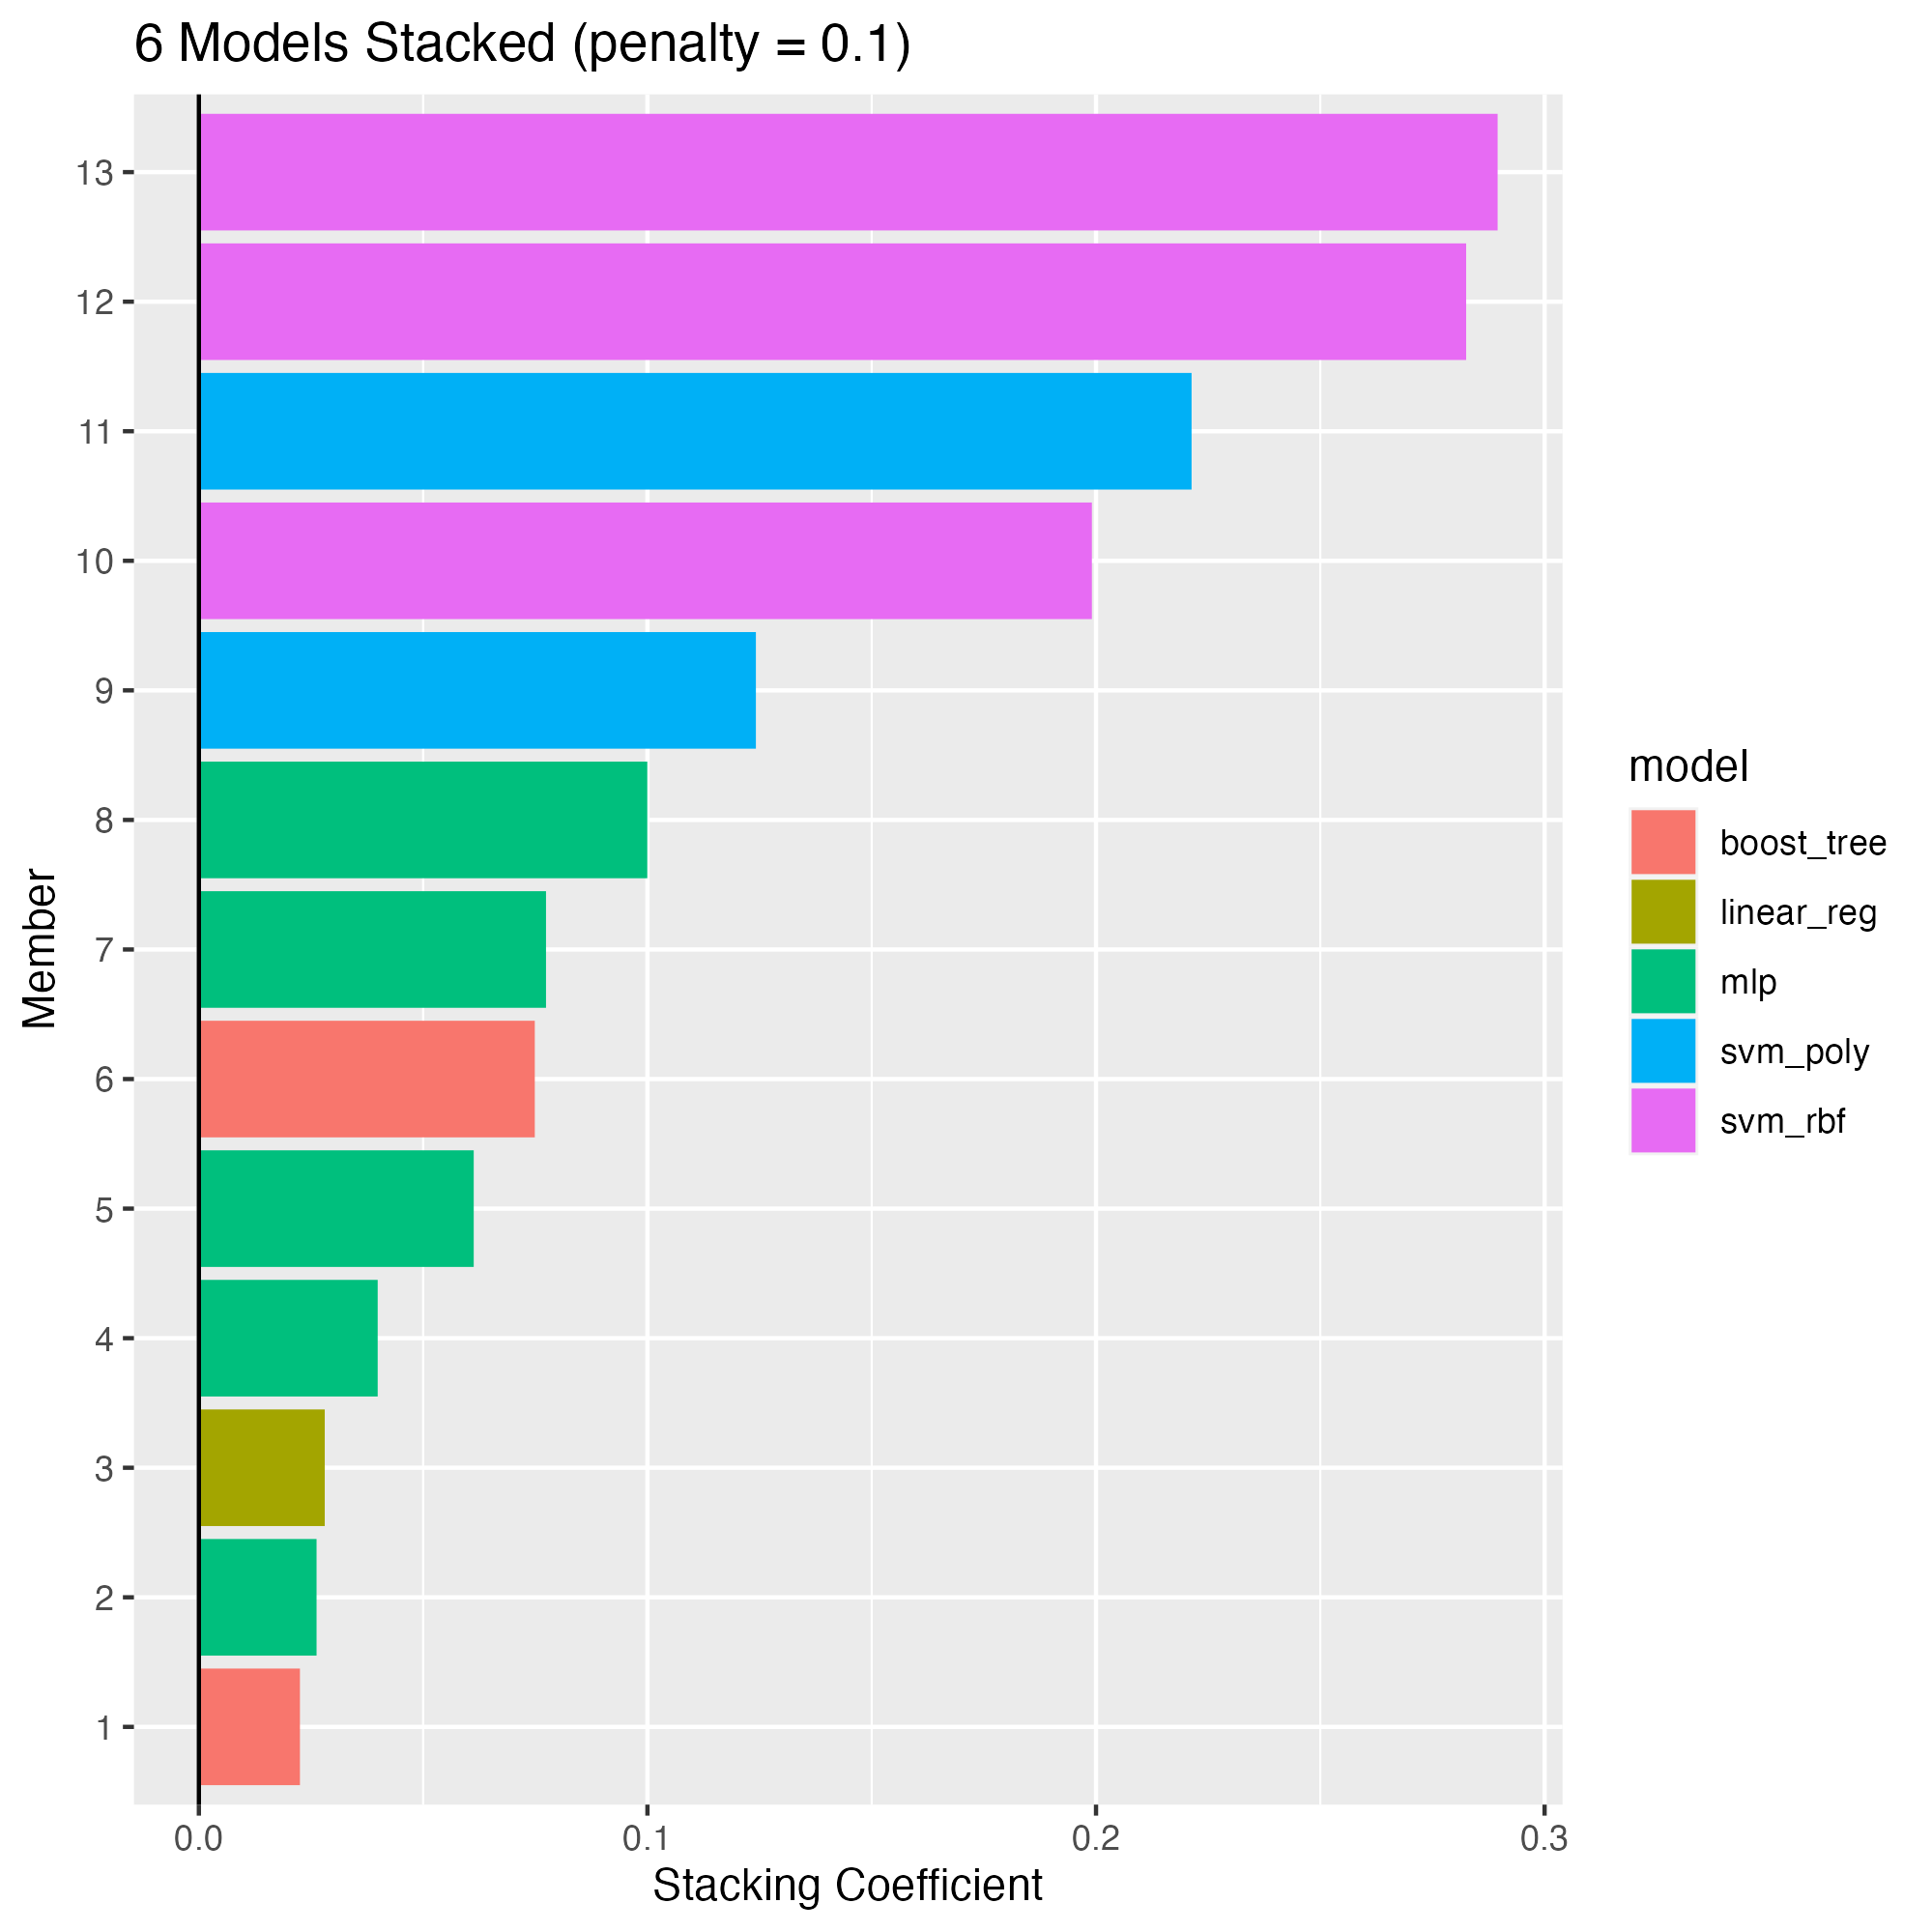 6 Models Stacked (penalty = 0.1)
13
12
11
10
9
8
7
6
5
4
3
2
1
Member
0.0 0.1 0.2 0.3
Stacking Coefficient
model
boost_tree
linear_reg
mlp
svm_poly
svm_rbf